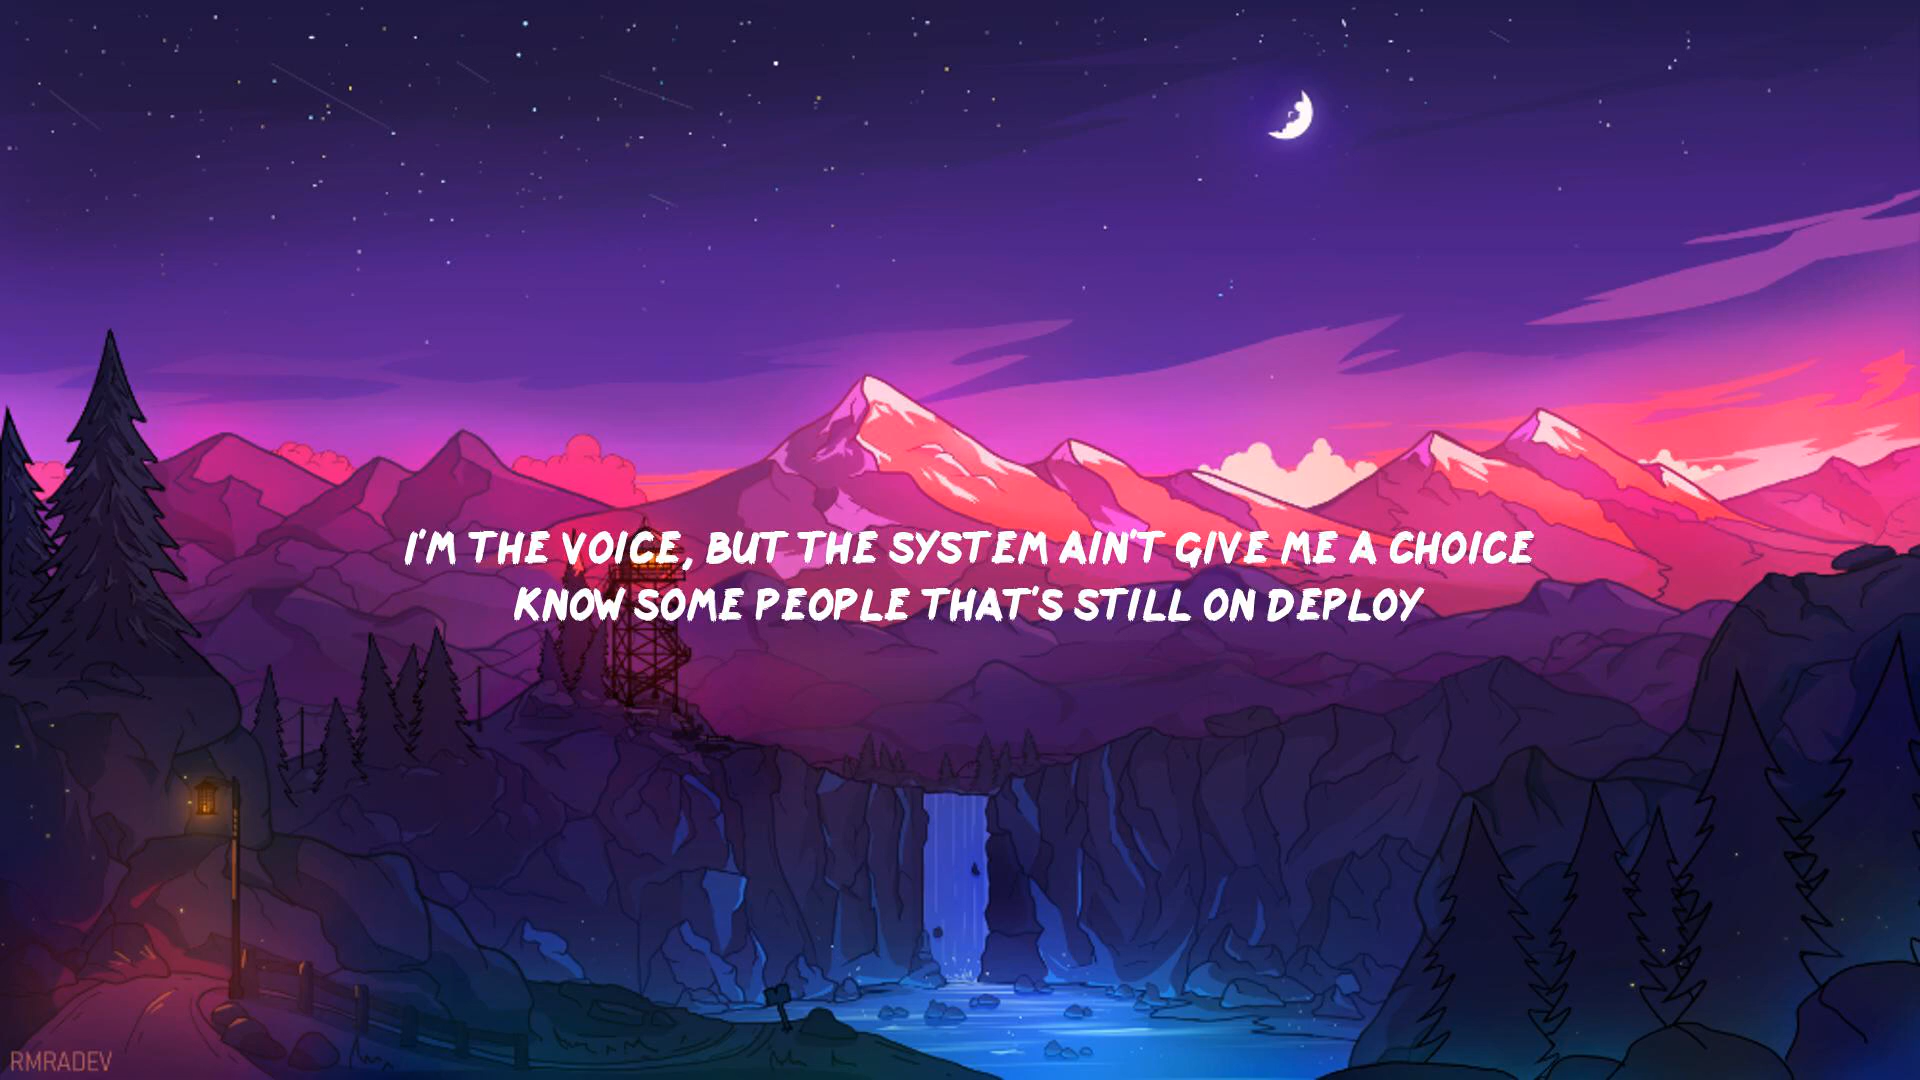 I'M THE VOICE, BUT THE SYSTEM AIN'T GIVE ME A CHOICE
KNOW SOME PEOPLE THAT'S STILL ON DEPLOY
RMRADEV